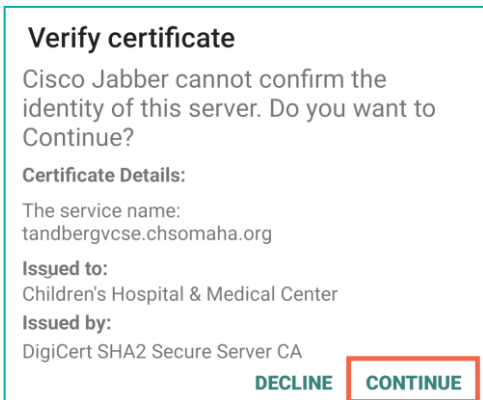 Verify certificate
Cisco Jabber cannot confirm the
identity of this server. Do you want to
Continue?
Certificate Details:
The service name:
tandbergvcse.chsomaha.org
Issued to:
Children's Hospital & Medical Center
Issued by:
DigiCert SHA2 Secure Server CA
DECLINE CONTINUE